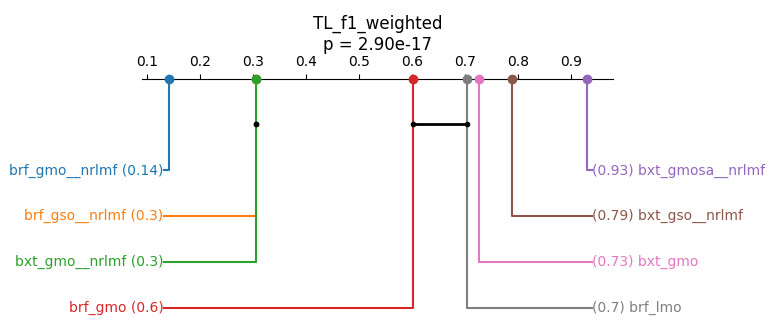 TL_f1_weighted
p = 2.90e-17
0.1 0.2 0.3 0.4 0.5 0.6 0.7 0.8 0.9
brf_gmo__nrlmf (0.14)
(0.93) bxt_gmosa__nrlmf
brf_gso__nrlmf (0.3)
(0.79) bxt_gso__nrlmf
bxt_gmo__nrlmf (0.3)
(0.73) bxt_gmo
brf_gmo (0.6)
(0.7) brf_lmo